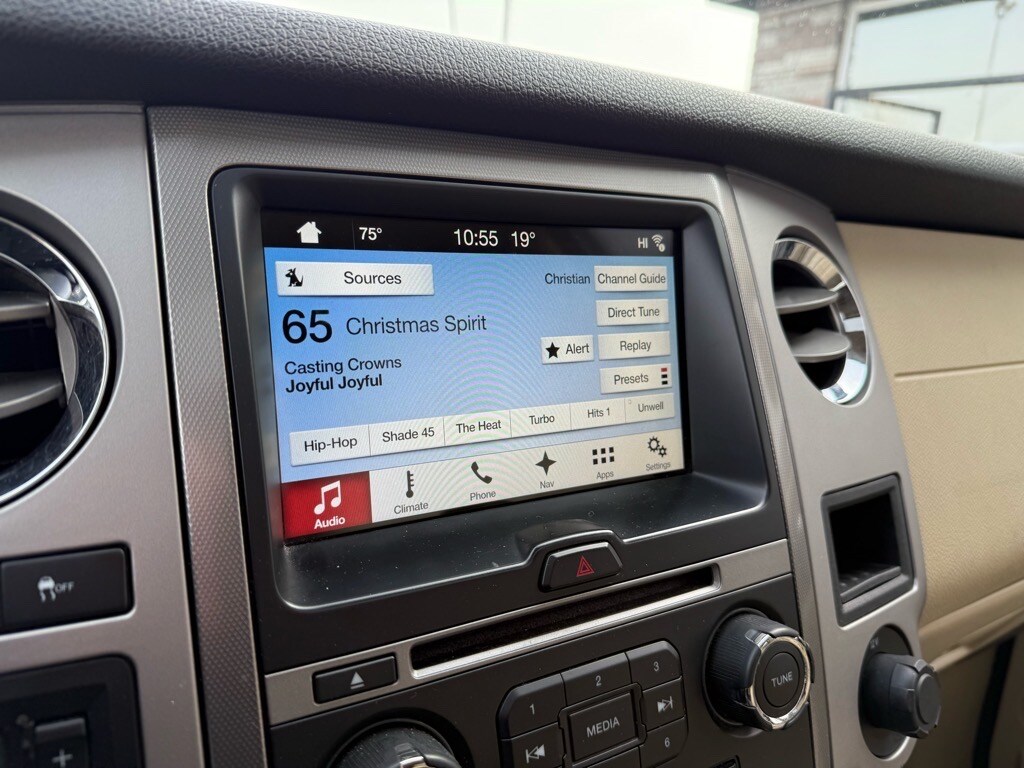 75° 10:55 19° HI
Sources Christian Channel Guide
Direct Tune
65 Christmas Spirit
Alert Replay
Casting Crowns
Joyful Joyful
Presets
Hip-Hop Shade 45 The Heat Turbo Hits 1 Unwell
Audio Climate Phone Nav Apps Settings
OFF
1 2 3
MEDIA
6
TUNE